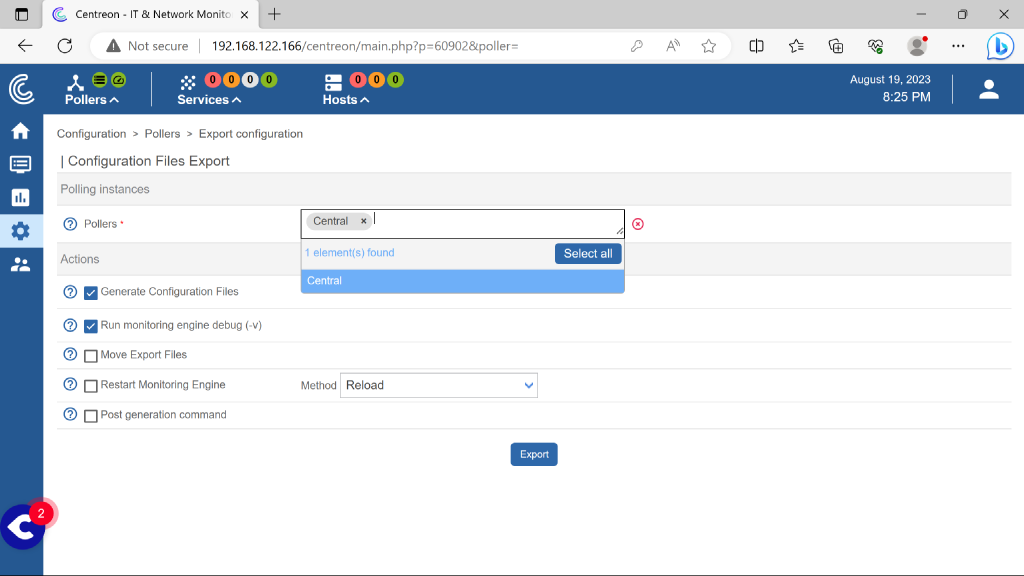 Centreon - IT & Network Monito
Not secure
192.168.122.166/centreon/main.php?p=60902&poller=
Pollers
Services
0 0 0 0
Hosts
0 0 0
August 19, 2023
8:25 PM
Configuration > Pollers > Export configuration
| Configuration Files Export
Polling instances
Pollers *
Central ×
1 element(s) found
Select all
Central
Actions
Generate Configuration Files
Run monitoring engine debug (-v)
Move Export Files
Restart Monitoring Engine
Method
Reload
Post generation command
Export
2